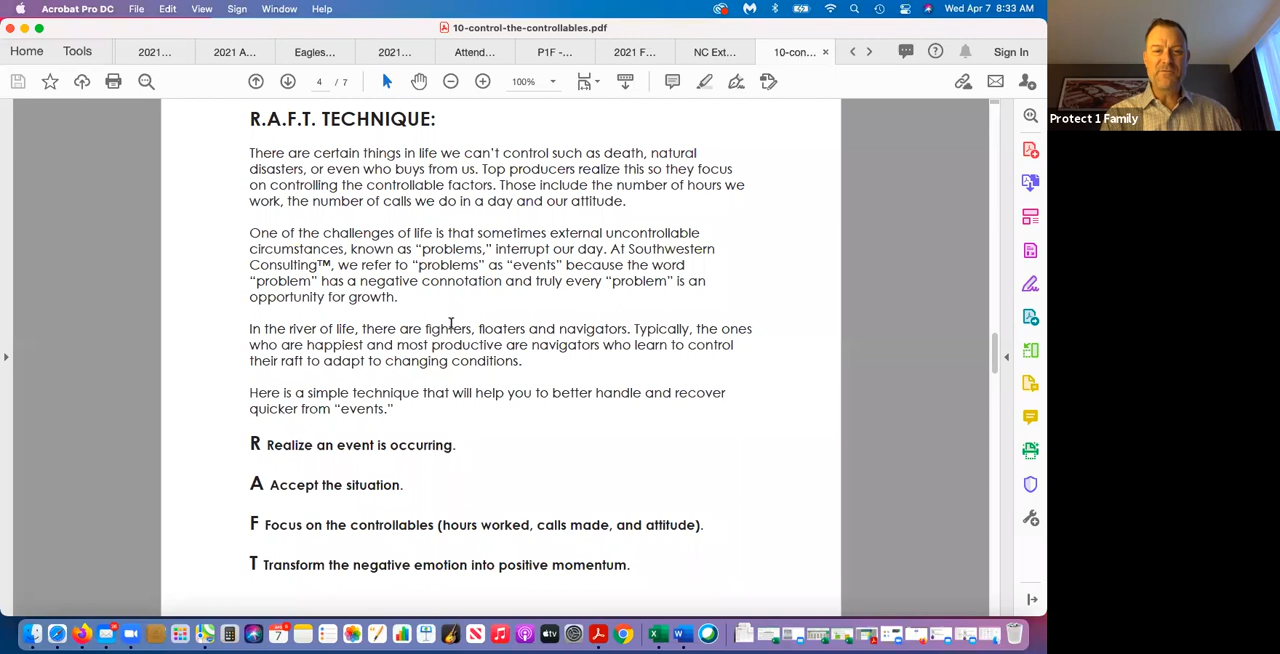 Acrobat Pro DC File Edit View Sign Window Help Wed Apr 7 8:33 AM
10-control-the-controllables.pdf
Home Tools 2021... 2021 A... Eagles... 2021... Attend... P1F -... 2021 F... NC Ext... 10-con... × Sign In
4 / 7 100%
R.A.F.T. TECHNIQUE:
There are certain things in life we can't control such as death, natural
disasters, or even who buys from us. Top producers realize this so they focus
on controlling the controllable factors. Those include the number of hours we
work, the number of calls we do in a day and our attitude.
One of the challenges of life is that sometimes external uncontrollable
circumstances, known as “problems,” interrupt our day. At Southwestern
Consulting™, we refer to “problems” as “events” because the word
“problem” has a negative connotation and truly every “problem” is an
opportunity for growth.
In the river of life, there are fighters, floaters and navigators. Typically, the ones
who are happiest and most productive are navigators who learn to control
their raft to adapt to changing conditions.
Here is a simple technique that will help you to better handle and recover
quicker from “events.”
R Realize an event is occurring.
A Accept the situation.
F Focus on the controllables (hours worked, calls made, and attitude).
T Transform the negative emotion into positive momentum.
Protect 1 Family
7
tv